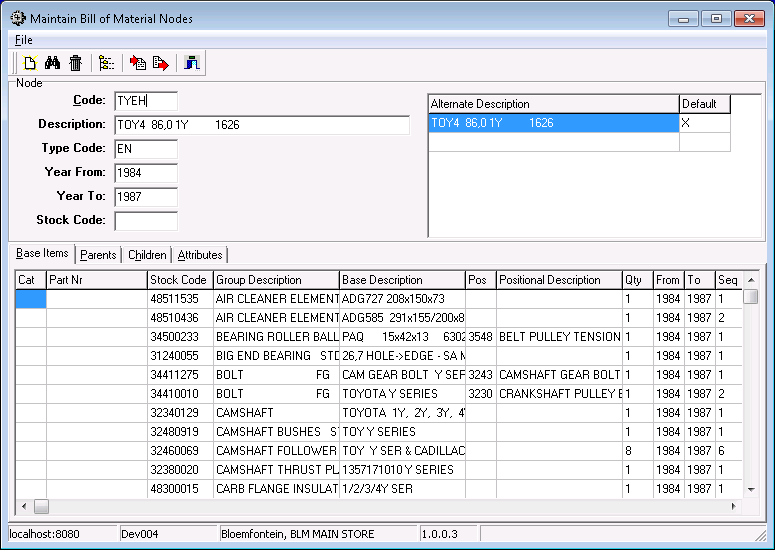 Maintain Bill of Material Nodes
File
Node
Code: TYEH
Description: TOY4 86,0 1Y 1626
Type Code: EN
Year From: 1984
Year To: 1987
Stock Code:
Alternate Description Default
TOY4 86,0 1Y 1626 X
Base Items Parents Children Attributes
Cat Part Nr Stock Code Group Description Base Description Pos Positional Description Qty From To Seq
48511535 AIR CLEANER ELEMENT ADG727 208x150x73 1 1984 1987 1
48510436 AIR CLEANER ELEMENT ADG585 291x155/200x8 1 1984 1987 2
34500233 BEARING ROLLER BALL PAQ 15x42x13 6302 3548 BELT PULLEY TENSION 1 1984 1987 1
31240055 BIG END BEARING STD 26,7 HOLE->EDGE - SA M 1 1984 1987 1
34411275 BOLT FG CAM GEAR BOLT Y SER 3243 CAMSHAFT GEAR BOLT 1 1984 1987 1
34410010 BOLT FG TOYOTA Y SERIES 3230 CRANKSHAFT PULLEY B 1 1984 1987 2
32340129 CAMSHAFT TOYOTA 1Y, 2Y, 3Y, 4Y 1 1984 1987 1
32480919 CAMSHAFT BUSHES ST TOY Y SERIES 1 1984 1987 1
32460069 CAMSHAFT FOLLOWER TOY Y SER & CADILLAC 8 1984 1987 6
32380020 CAMSHAFT THRUST PL 1357171010 Y SERIES 1 1984 1987 1
48300015 CARB FLANGE INSULAT 1/2/3/4Y SER 1 1984 1987 1
localhost:8080 Dev004 Bloemfontein, BLM MAIN STORE 1.0.0.3